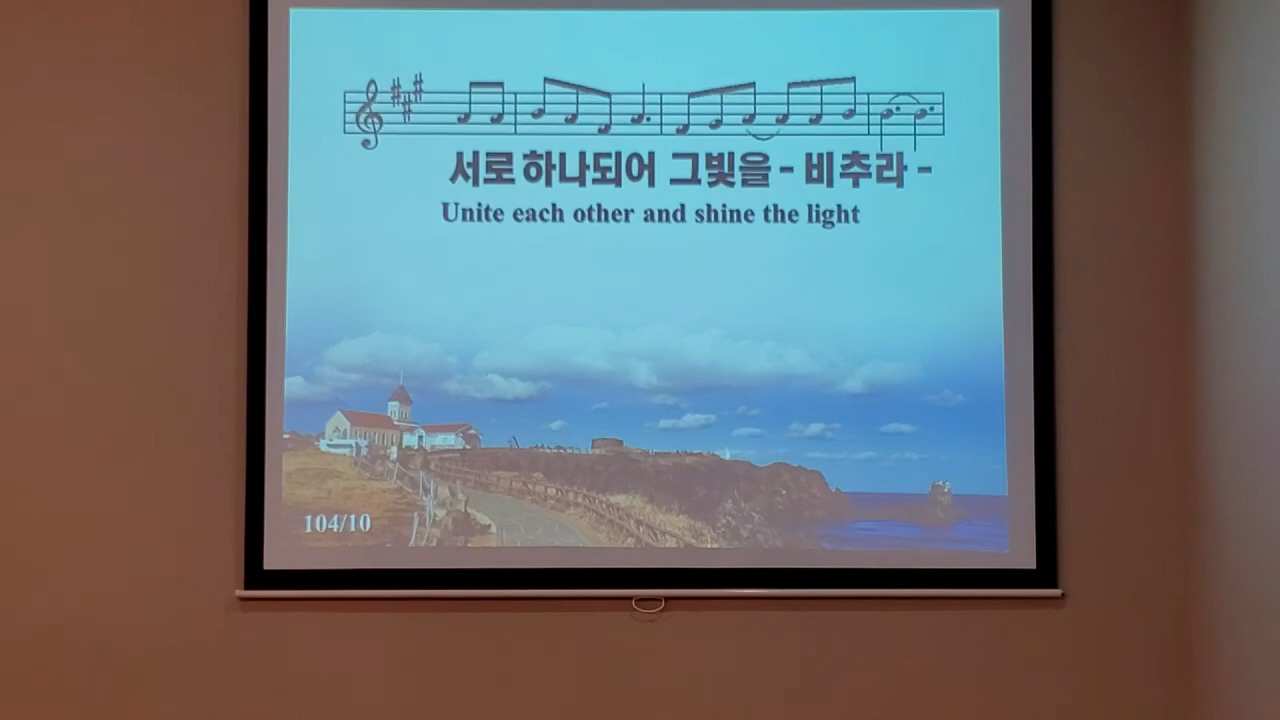 서로 하나되어 그빛을 - 비추라 -
Unite each other and shine the light
104/10